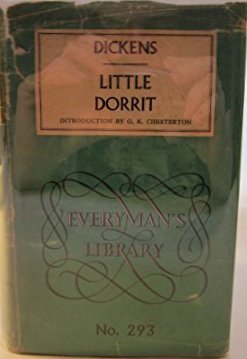 DICKENS
LITTLE
DORRIT
INTRODUCTION BY G. K. CHESTERTON
EVERYMAN'S
LIBRARY
No. 293